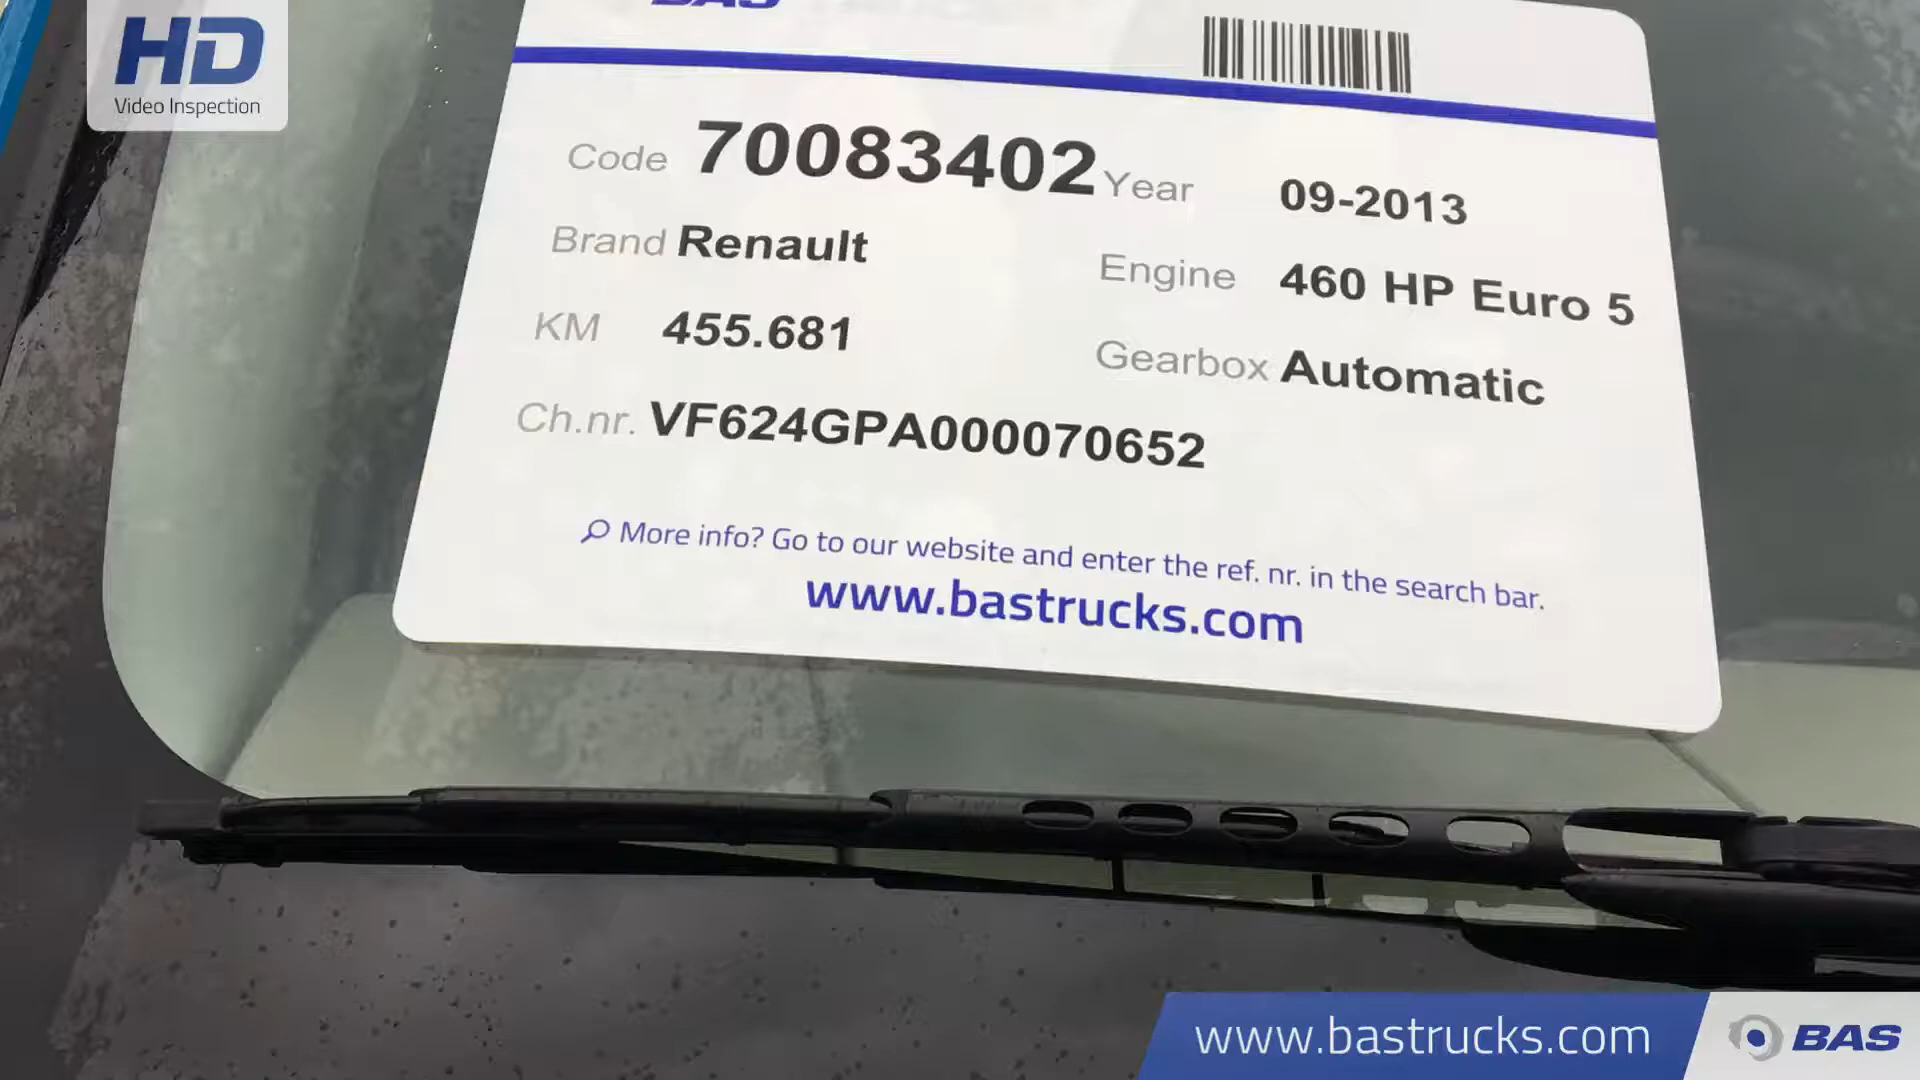 HD
Video Inspection
BAS
Code 70083402 Year 09-2013
Brand Renault Engine 460 HP Euro 5
KM 455.681 Gearbox Automatic
Ch.nr. VF624GPA000070652
More info? Go to our website and enter the ref. nr. in the search bar.
www.bastrucks.com
www.bastrucks.com BAS